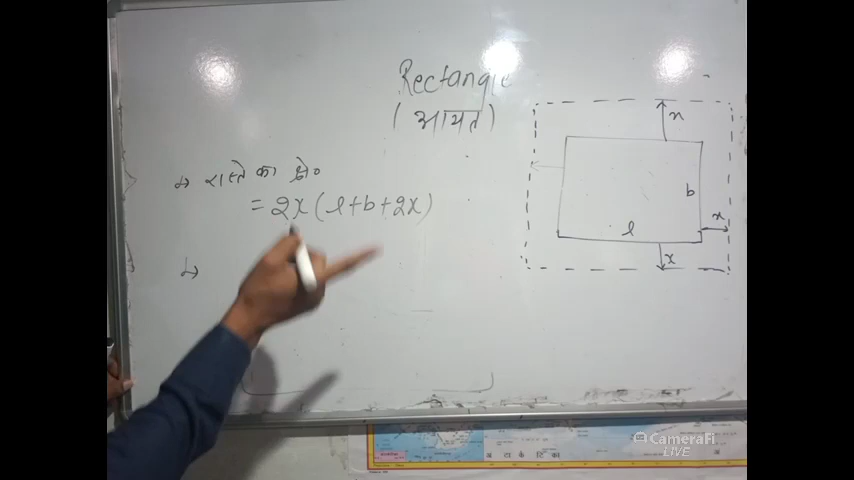 Rectangle
(आयत)
→ रास्ते का क्षे०
= 2x (l+b+2x)
x
b
x
l
x
CameraFi
LIVE